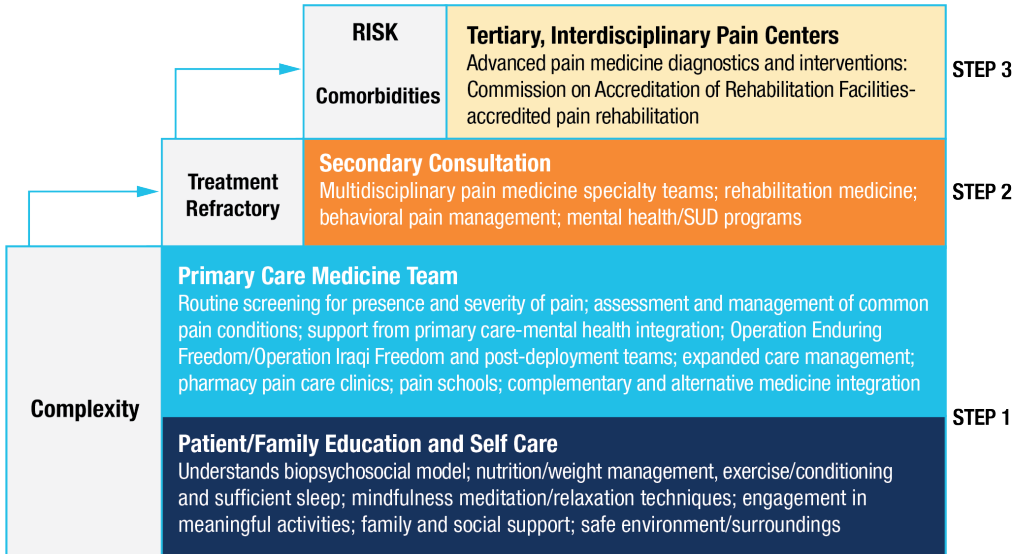 RISK
Comorbidities
Tertiary, Interdisciplinary Pain Centers
Advanced pain medicine diagnostics and interventions:
Commission on Accreditation of Rehabilitation Facilities-
accredited pain rehabilitation
STEP 3
Treatment
Refractory
Secondary Consultation
Multidisciplinary pain medicine specialty teams; rehabilitation medicine;
behavioral pain management; mental health/SUD programs
STEP 2
Complexity
Primary Care Medicine Team
Routine screening for presence and severity of pain; assessment and management of common
pain conditions; support from primary care-mental health integration; Operation Enduring
Freedom/Operation Iraqi Freedom and post-deployment teams; expanded care management;
pharmacy pain care clinics; pain schools; complementary and alternative medicine integration
STEP 1
Patient/Family Education and Self Care
Understands biopsychosocial model; nutrition/weight management, exercise/conditioning
and sufficient sleep; mindfulness meditation/relaxation techniques; engagement in
meaningful activities; family and social support; safe environment/surroundings